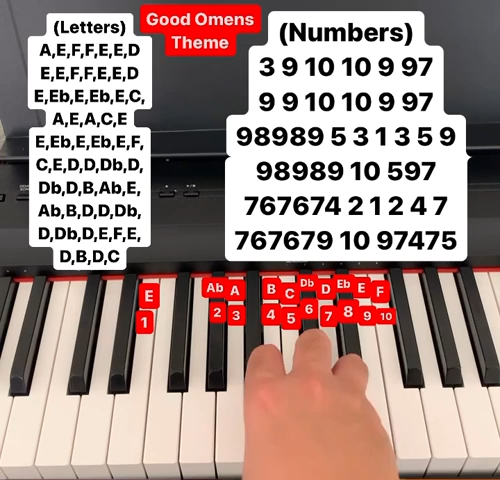 Good Omens
Theme
(Letters)
A,E,F,F,E,E,D
E,E,F,F,E,E,D
E,Eb,E,Eb,E,C,
A,E,A,C,E
E,Eb,E,Eb,E,F,
C,E,D,D,Db,D,
Db,D,B,Ab,E,
Ab,B,D,D,Db,
D,Db,D,E,F,E,
D,B,D,C
(Numbers)
3 9 10 10 9 97
9 9 10 10 9 97
98989 5 3 1 3 5 9
98989 10 597
767674 2 1 2 4 7
767679 10 97475
E Ab A B C Db D Eb E F
1 2 3 4 5 6 7 8 9 10